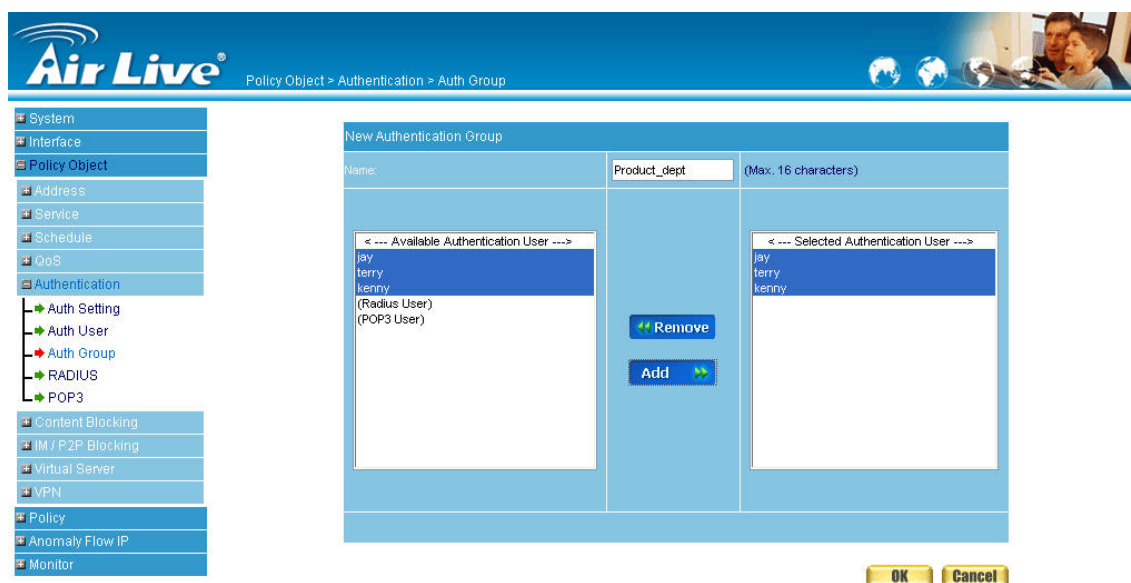 Air Live®
Policy Object > Authentication > Auth Group
System
Interface
Policy Object
Address
Service
Schedule
QoS
Authentication
Auth Setting
Auth User
Auth Group
RADIUS
POP3
Content Blocking
IM / P2P Blocking
Virtual Server
VPN
Policy
Anomaly Flow IP
Monitor
New Authentication Group
Name: Product_dept (Max. 16 characters)
< --- Available Authentication User --->
jay
terry
kenny
(Radius User)
(POP3 User)
Remove
Add
< --- Selected Authentication User --->
jay
terry
kenny
OK Cancel